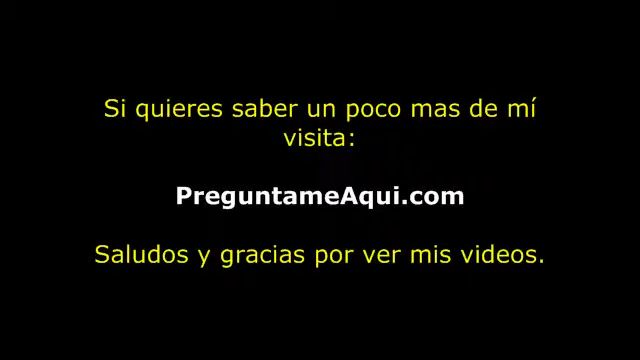 Si quieres saber un poco mas de mí
visita:
PreguntameAqui.com
Saludos y gracias por ver mis videos.